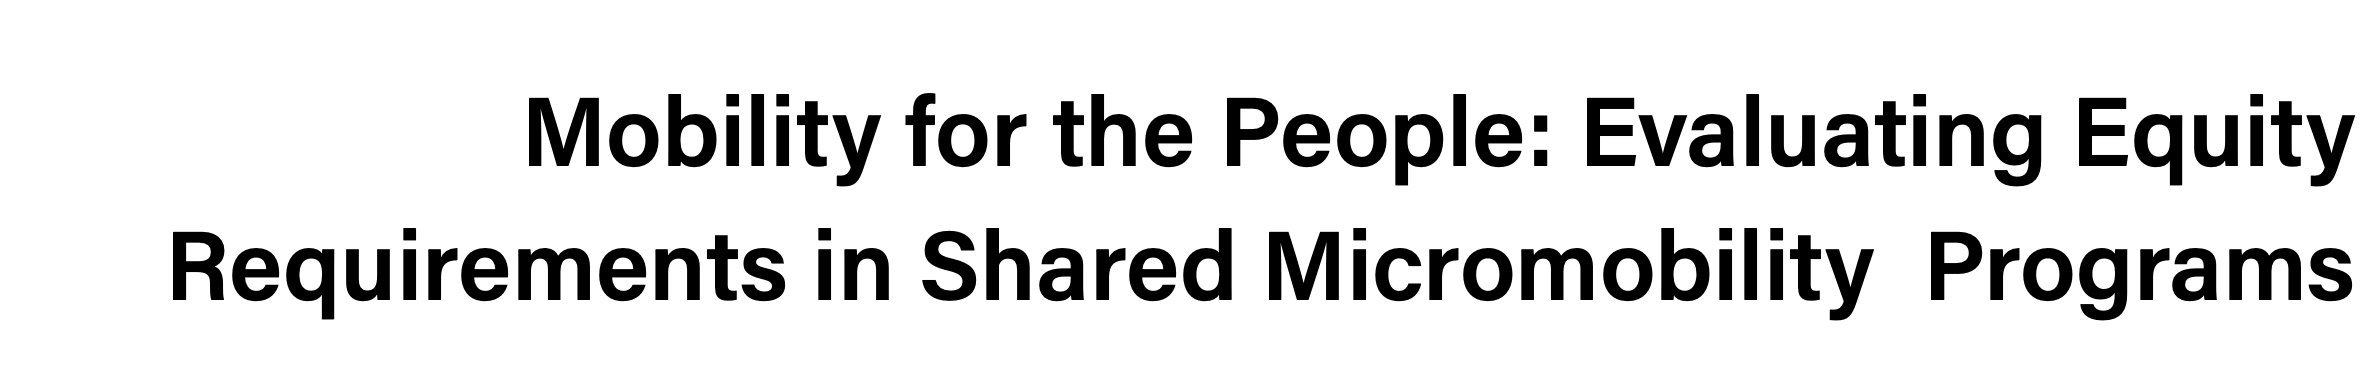 Mobility for the People: Evaluating Equity
Requirements in Shared Micromobility  Programs